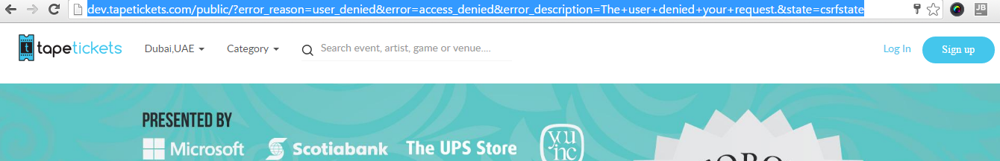 dev.tapetickets.com/public/?error_reason=user_denied&error=access_denied&error_description=The+user+denied+your+request.&state=csrfstate
JB
t tapetickets Dubai,UAE Category Search event, artist, game or venue.... Log In Sign up
PRESENTED BY
Microsoft Scotiabank The UPS Store you inc